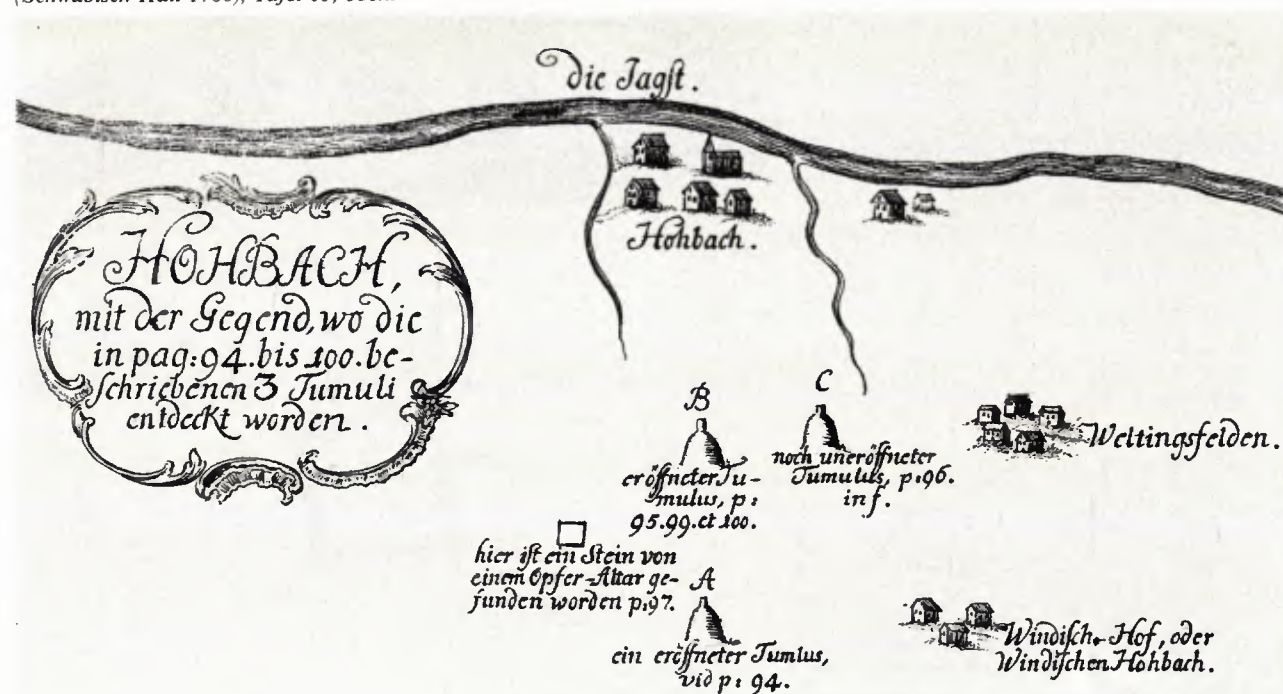 die Jagſt.
Hohbach.
HOHBACH,
mit der Gegend, wo die
in pag: 94. bis 100. be-
ſchriebenen 3 Tumuli
entdeckt worden.
B
eröffneter Tu-
mulus, p:
95. 99. et 100.
C
noch uneröffneter
Tumulus, p: 96.
in f.
Weltingsfelden.
hier iſt ein Stein von
einem Opfer-Altar ge-
funden worden p: 97.
A
ein eröffneter Tumlus,
vid p: 94.
Windiſch-Hof, oder
Windiſchen Hohbach.